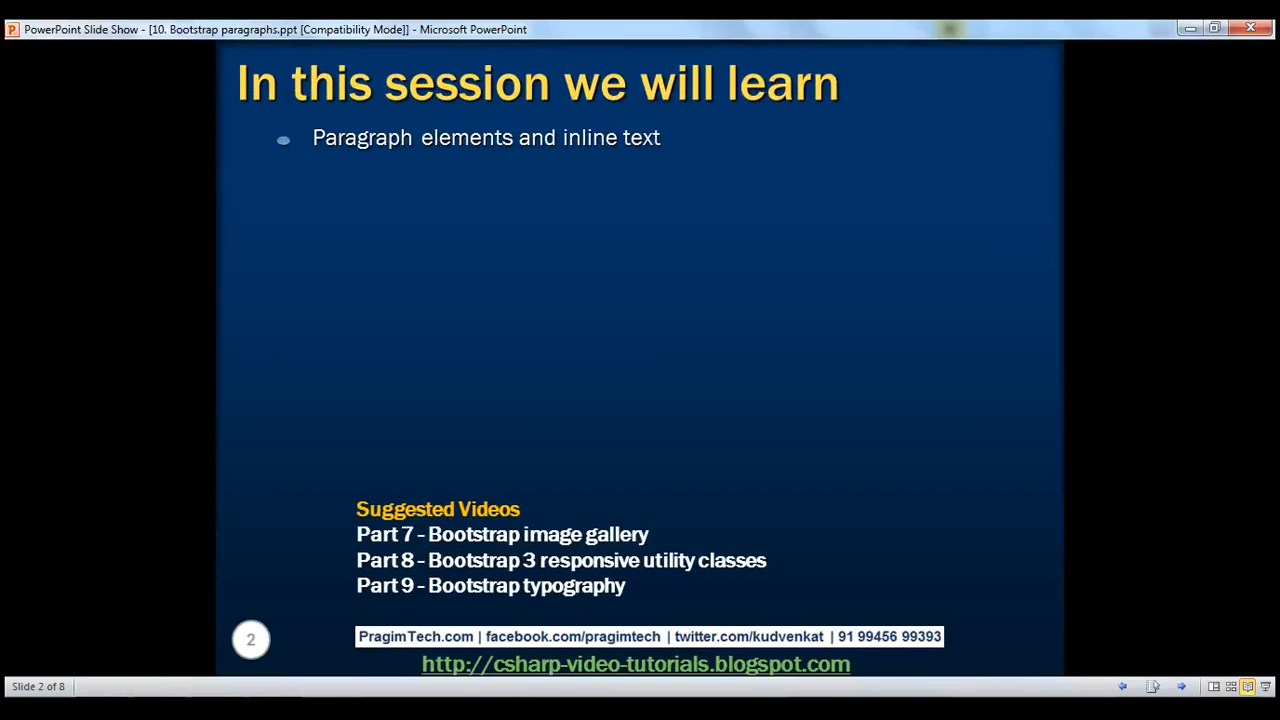 PowerPoint Slide Show - [10. Bootstrap paragraphs.ppt [Compatibility Mode]] - Microsoft PowerPoint
In this session we will learn
Paragraph elements and inline text
Suggested Videos
Part 7 - Bootstrap image gallery
Part 8 - Bootstrap 3 responsive utility classes
Part 9 - Bootstrap typography
2
PragimTech.com | facebook.com/pragimtech | twitter.com/kudvenkat | 91 99456 99393
http://csharp-video-tutorials.blogspot.com
Slide 2 of 8